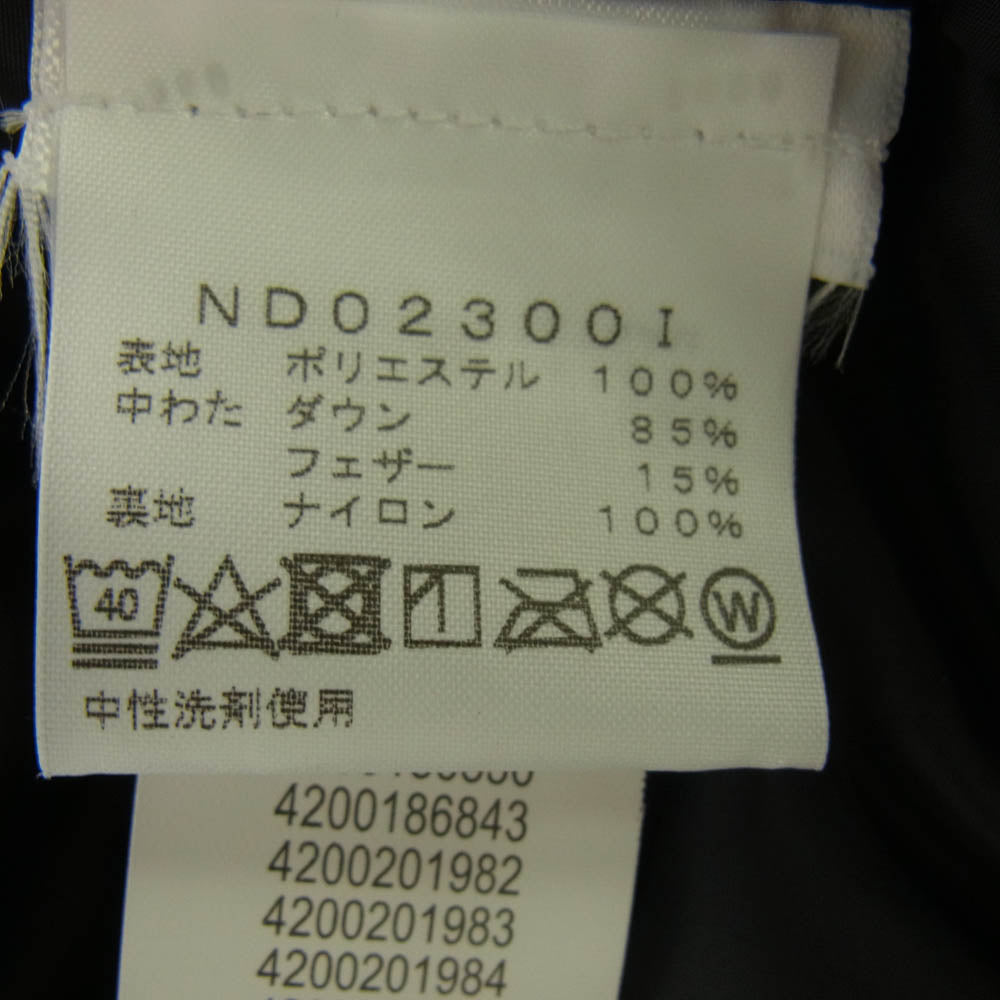 ND02300I
表地 ポリエステル 100%
中わた ダウン 85%
フェザー 15%
裏地 ナイロン 100%
40 W
中性洗剤使用
4200186843
4200201982
4200201983
4200201984